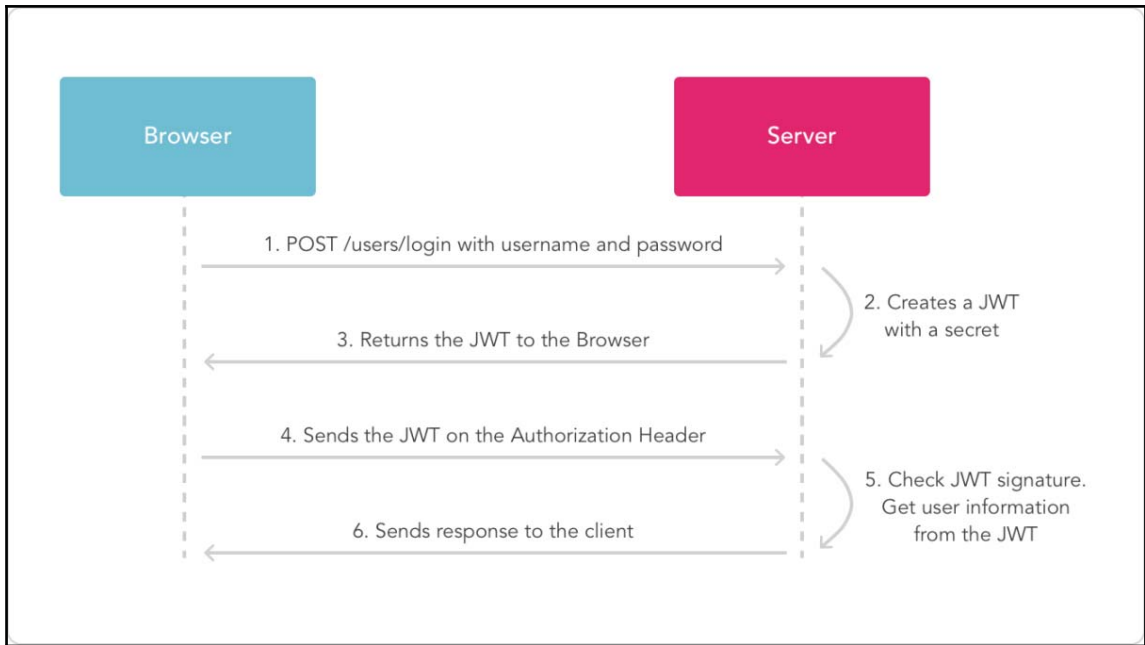 Browser
Server
1. POST /users/login with username and password
2. Creates a JWT
with a secret
3. Returns the JWT to the Browser
4. Sends the JWT on the Authorization Header
5. Check JWT signature.
Get user information
from the JWT
6. Sends response to the client